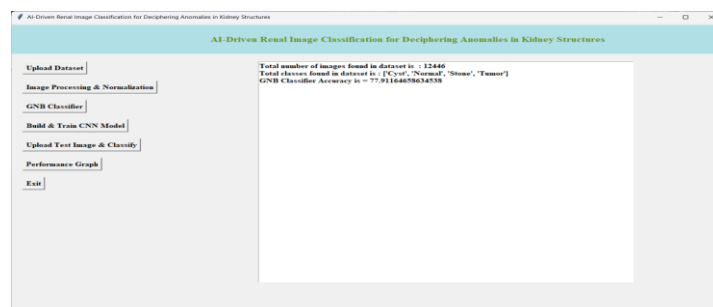 AI-Driven Renal Image Classification for Deciphering Anomalies in Kidney Structures
AI-Driven Renal Image Classification for Deciphering Anomalies in Kidney Structures
Upload Dataset
Image Processing & Normalization
GNB Classifier
Build & Train CNN Model
Upload Test Image & Classify
Performance Graph
Exit
Total number of images found in dataset is : 12446
Total classes found in dataset is : ['Cyst', 'Normal', 'Stone', 'Tumor']
GNB Classifier Accuracy is = 77.91164658634538